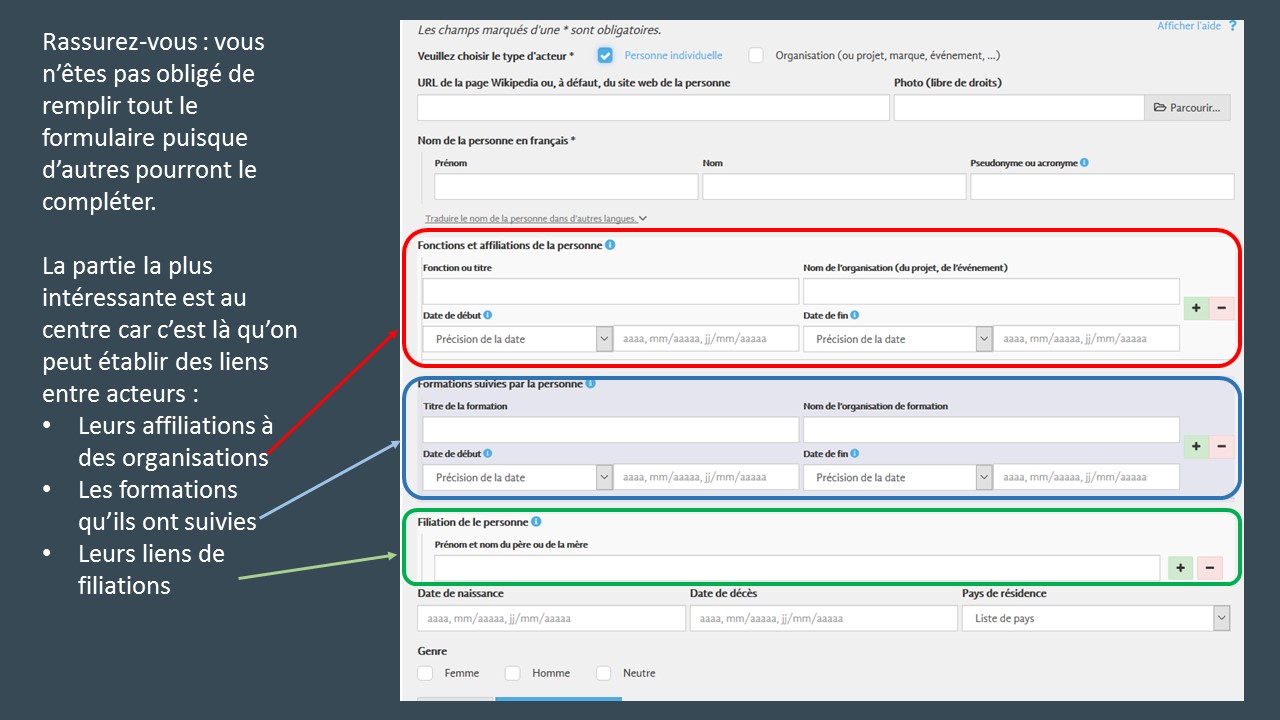 Rassurez-vous : vous
n’êtes pas obligé de
remplir tout le
formulaire puisque
d’autres pourront le
compléter.
La partie la plus
intéressante est au
centre car c’est là qu’on
peut établir des liens
entre acteurs :
• Leurs affiliations à
des organisations
• Les formations
qu’ils ont suivies
• Leurs liens de
filiations
Les champs marqués d'une * sont obligatoires.
Afficher l'aide ?
Veuillez choisir le type d'acteur * Personne individuelle Organisation (ou projet, marque, événement, ...)
URL de la page Wikipedia ou, à défaut, du site web de la personne Photo (libre de droits)
Parcourir...
Nom de la personne en français *
Prénom Nom Pseudonyme ou acronyme
Traduire le nom de la personne dans d'autres langues.
Fonctions et affiliations de la personne
Fonction ou titre Nom de l'organisation (du projet, de l'événement)
+ −
Date de début Date de fin
Précision de la date aaaa, mm/aaaaa, jj/mm/aaaaa Précision de la date aaaa, mm/aaaaa, jj/mm/aaaaa
Formations suivies par la personne
Titre de la formation Nom de l'organisation de formation
+ −
Date de début Date de fin
Précision de la date aaaa, mm/aaaaa, jj/mm/aaaaa Précision de la date aaaa, mm/aaaaa, jj/mm/aaaaa
Filiation de le personne
Prénom et nom du père ou de la mère
+ −
Date de naissance Date de décès Pays de résidence
aaaa, mm/aaaaa, jj/mm/aaaaa aaaa, mm/aaaaa, jj/mm/aaaaa Liste de pays
Genre
Femme Homme Neutre